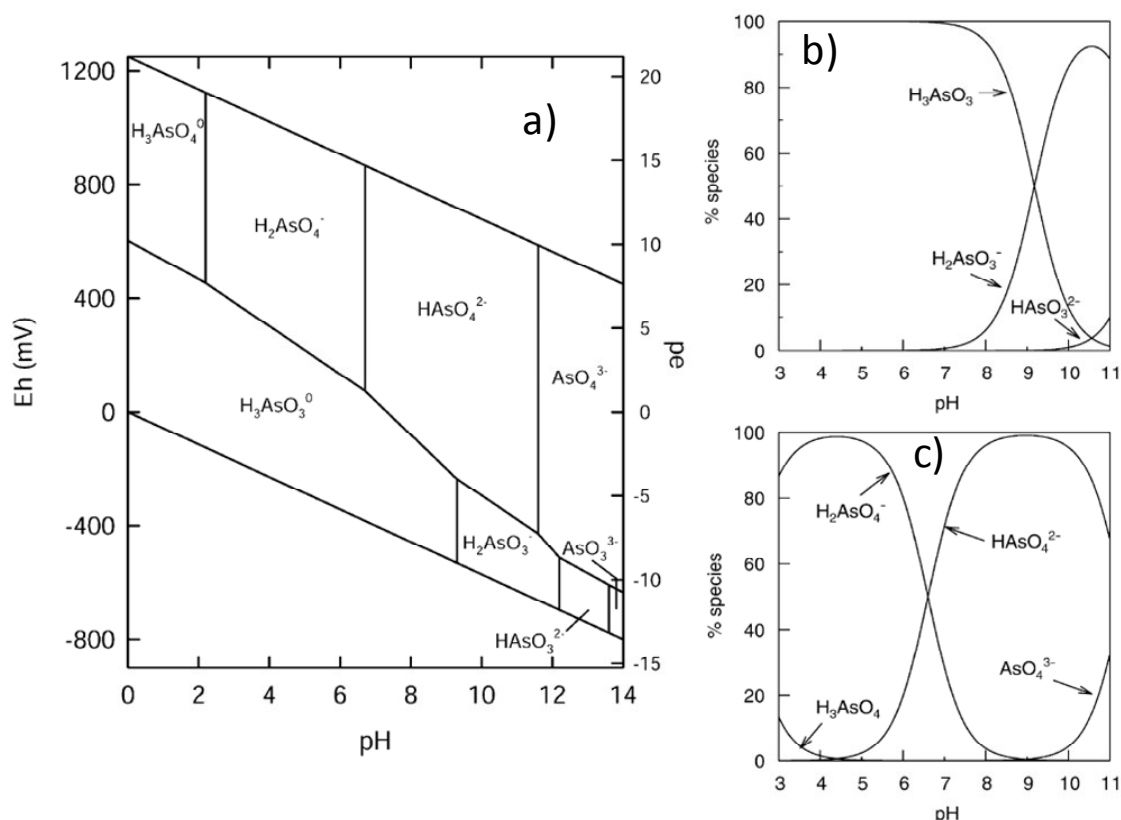 a)
1200
800
400
0
-400
-800
Eh (mV)
0 2 4 6 8 10 12 14
pH
20
15
10
5
0
-5
-10
-15
pe
H₃AsO₄⁰
H₂AsO₄⁻
HAsO₄²⁻
AsO₄³⁻
H₃AsO₃⁰
H₂AsO₃⁻
AsO₃³⁻
HAsO₃²⁻
b)
100
80
60
40
20
0
% species
H₃AsO₃
H₂AsO₃⁻
HAsO₃²⁻
3 4 5 6 7 8 9 10 11
pH
c)
100
80
60
40
20
0
% species
H₂AsO₄⁻
HAsO₄²⁻
AsO₄³⁻
H₃AsO₄
3 4 5 6 7 8 9 10 11
pH